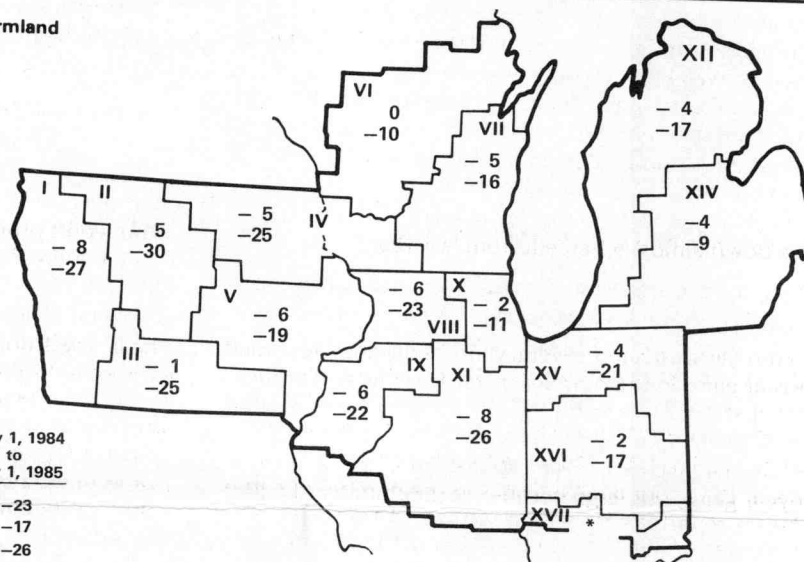 rmland
XII
VI
– 4
–17
0
–10
VII
– 5
–16
XIV
–4
–9
I
II
– 5
–25
IV
– 5
–30
– 8
–27
V
– 6
–19
6
–23
X
– 2
–11
VIII
III
– 1
–25
IX
XI
– 4
–21
XV
– 6
–22
– 8
–26
– 2
–17
XVI
XVII
*
1, 1984
to
1, 1985
–23
–17
–26